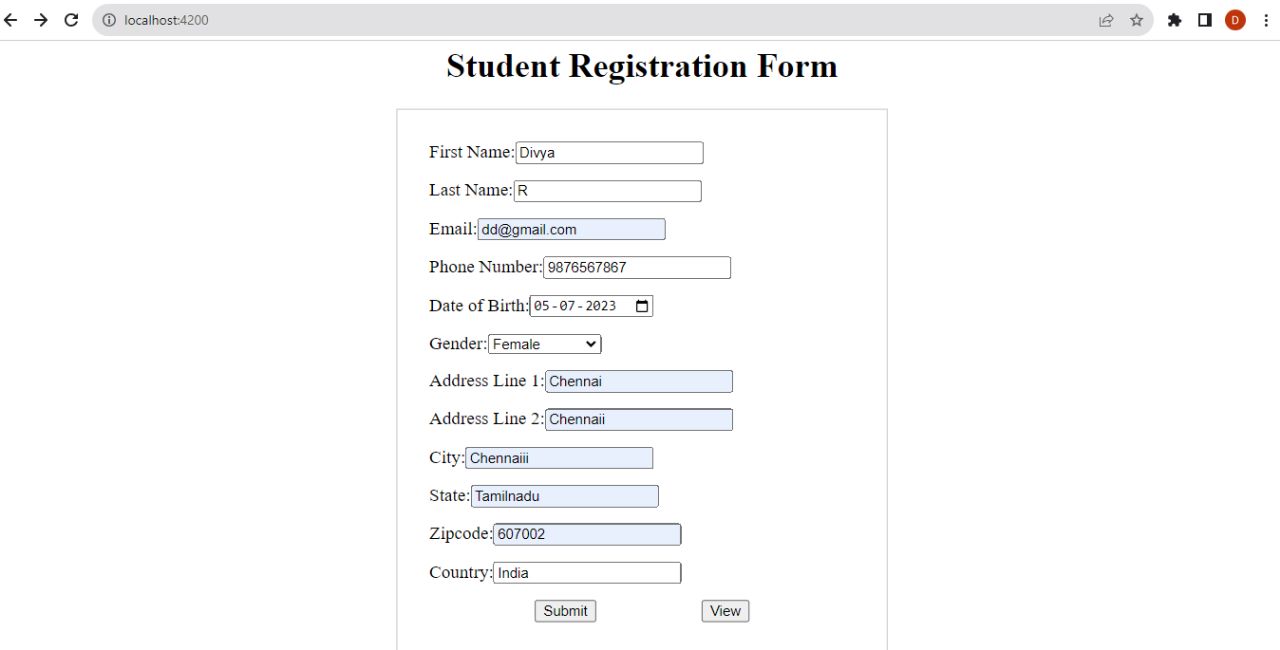 localhost:4200
D
Student Registration Form
First Name: Divya
Last Name: R
Email: dd@gmail.com
Phone Number: 9876567867
Date of Birth: 05-07-2023
Gender: Female
Address Line 1: Chennai
Address Line 2: Chennaii
City: Chennaiii
State: Tamilnadu
Zipcode: 607002
Country: India
Submit View